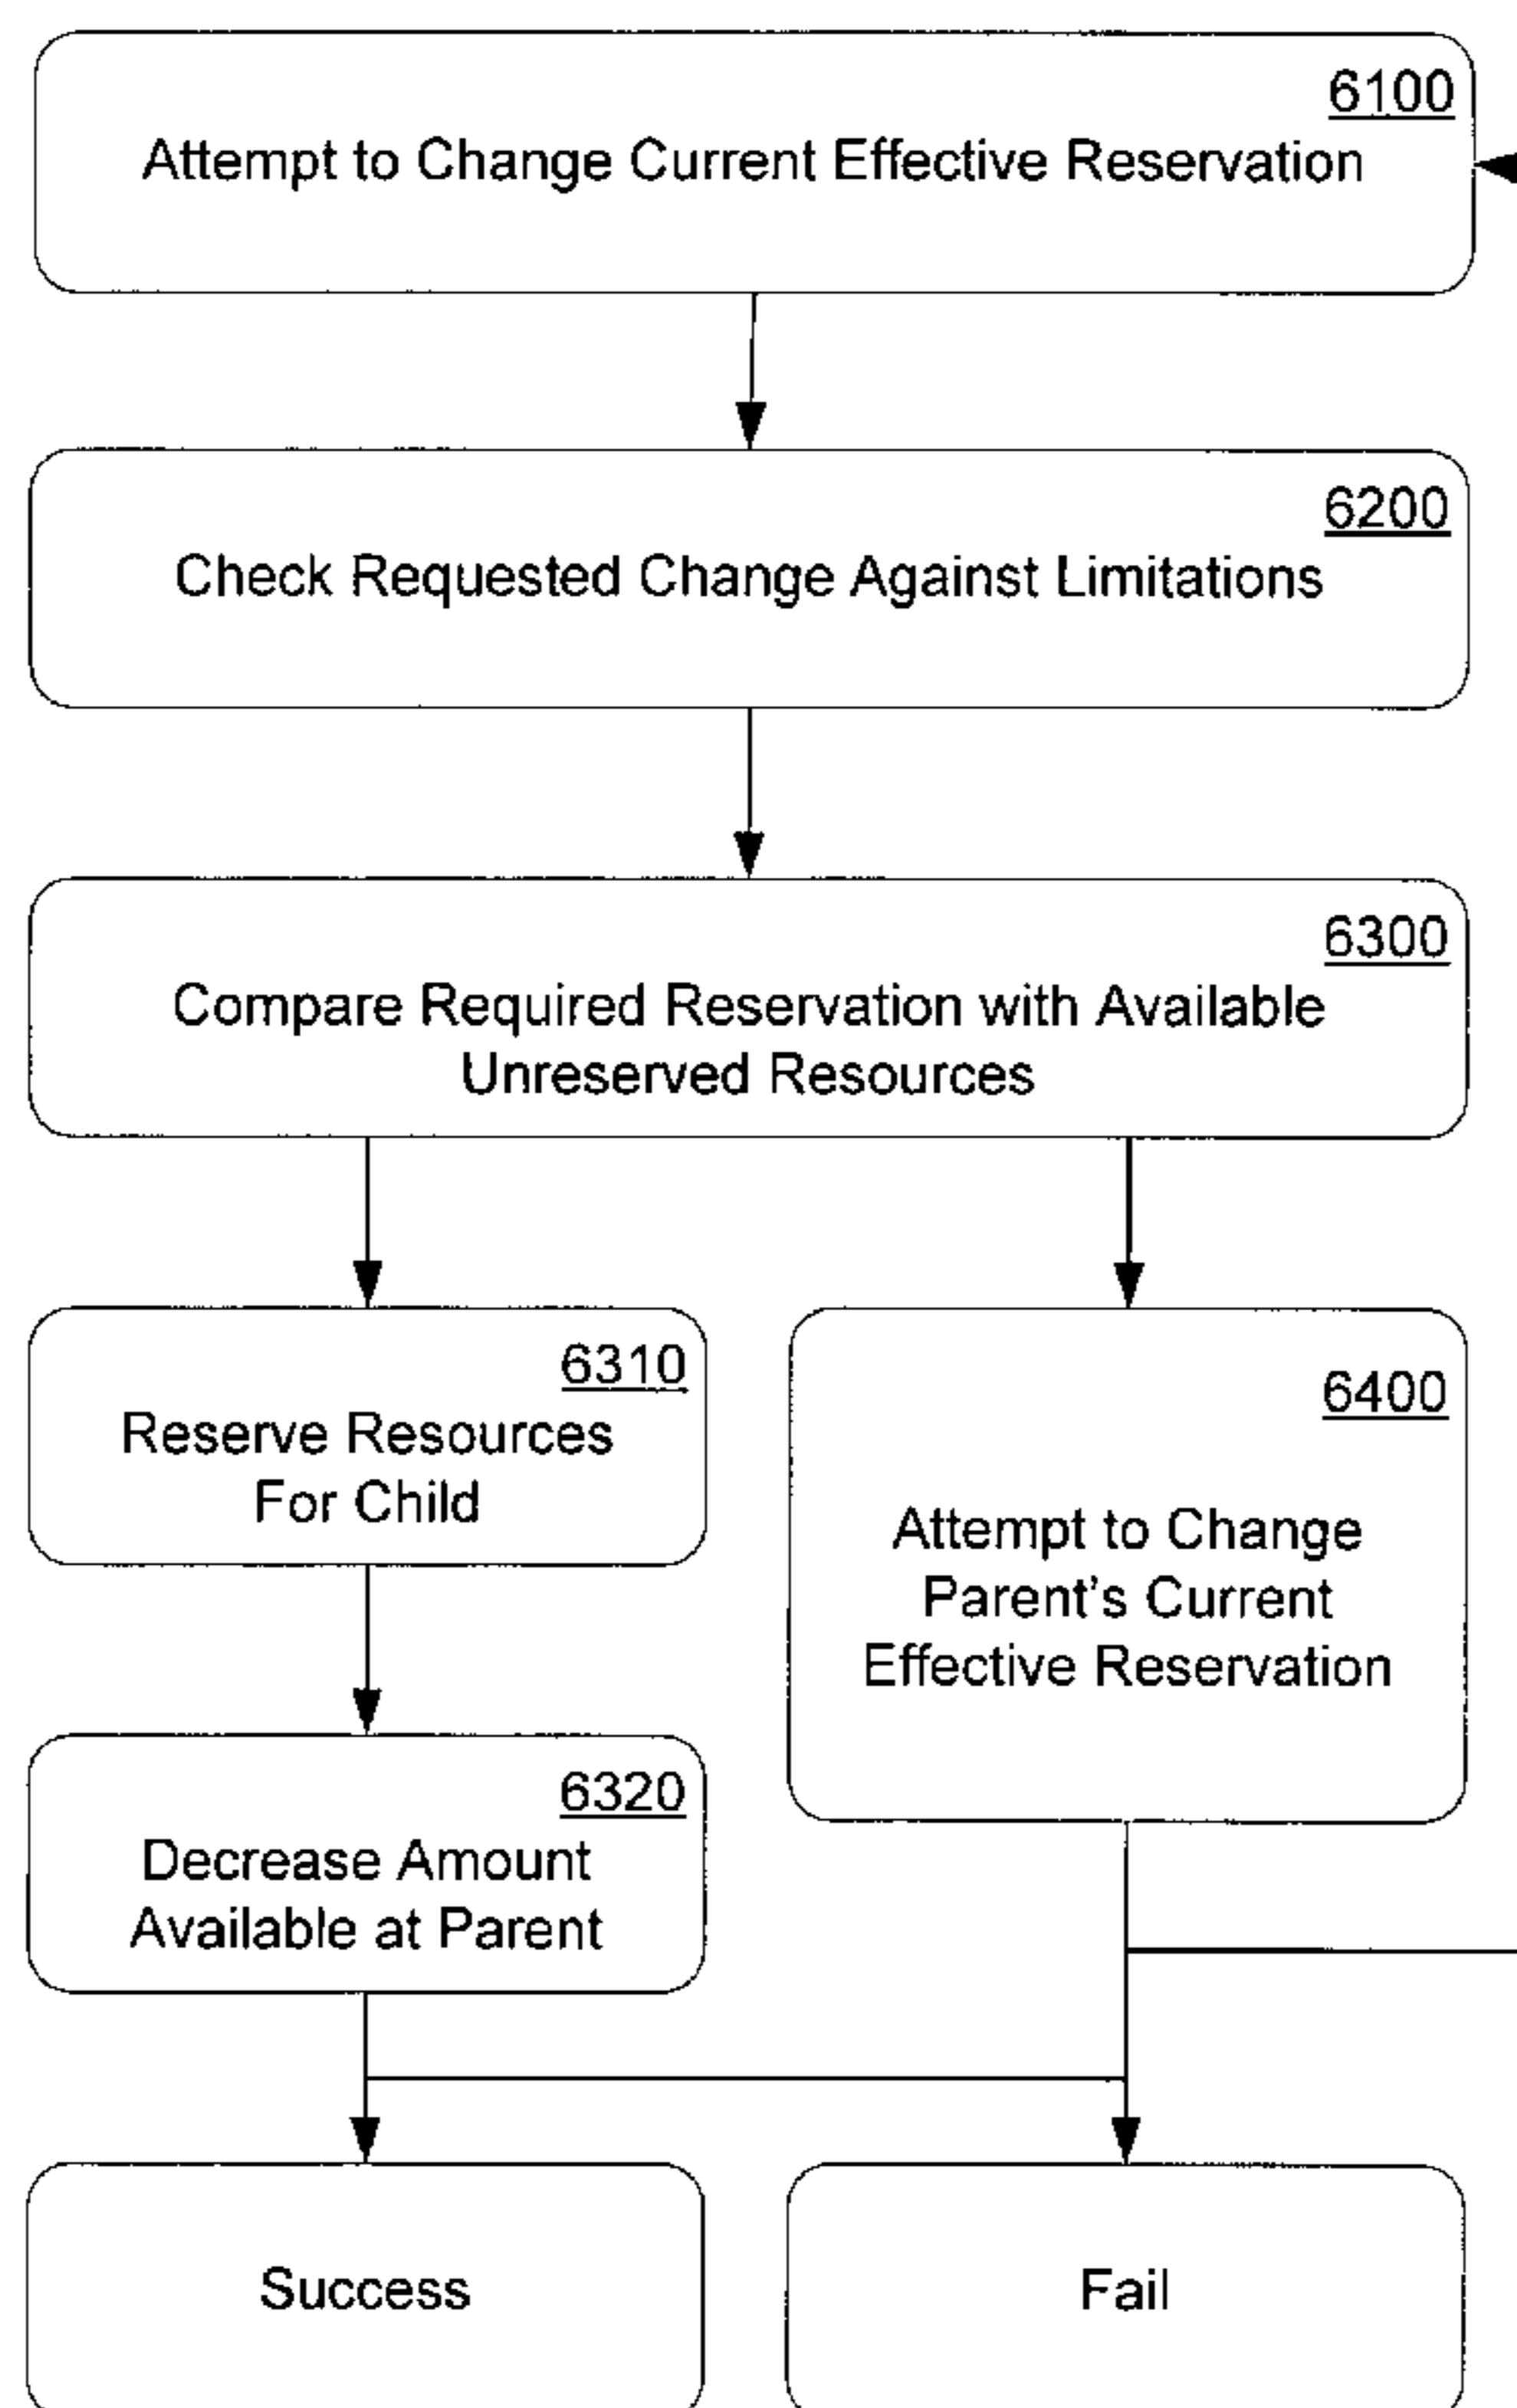 6100
Attempt to Change Current Effective Reservation
6200
Check Requested Change Against Limitations
6300
Compare Required Reservation with Available
Unreserved Resources
6310
Reserve Resources
For Child
6400
Attempt to Change
Parent's Current
Effective Reservation
6320
Decrease Amount
Available at Parent
Success
Fail